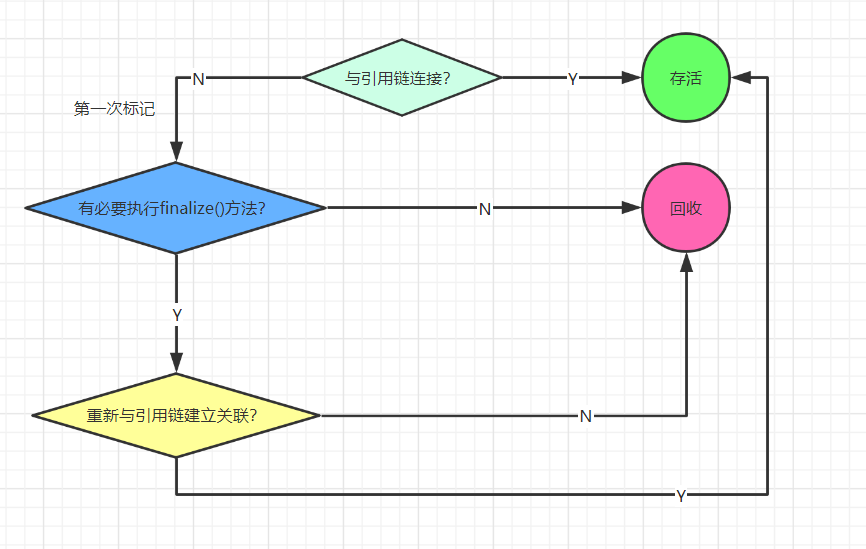 与引用链连接？
Y
存活
N
第一次标记
有必要执行finalize()方法？
N
回收
Y
重新与引用链建立关联？
N
Y